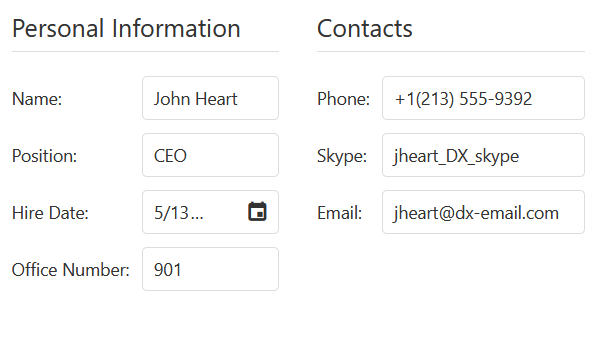 Personal Information
Name: John Heart
Position: CEO
Hire Date: 5/13...
Office Number: 901
Contacts
Phone: +1(213) 555-9392
Skype: jheart_DX_skype
Email: jheart@dx-email.com